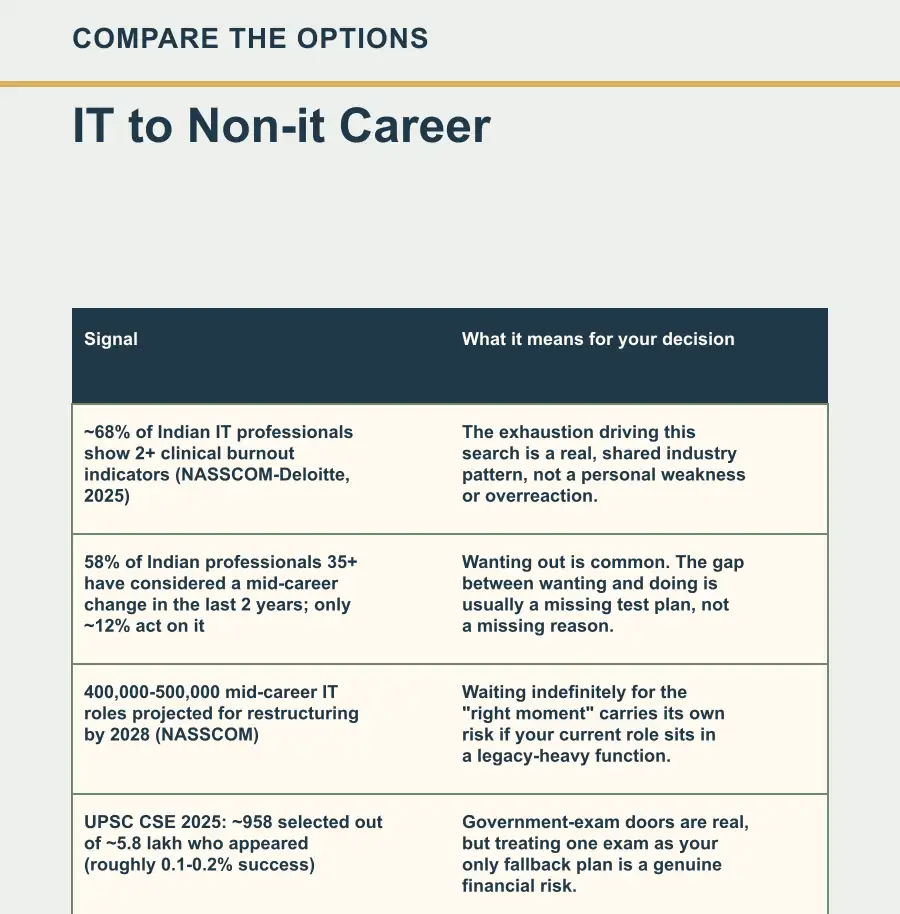 COMPARE THE OPTIONS
IT to Non-it Career
Signal
What it means for your decision
~68% of Indian IT professionals
show 2+ clinical burnout
indicators (NASSCOM-Deloitte,
2025)
The exhaustion driving this
search is a real, shared industry
pattern, not a personal weakness
or overreaction.
58% of Indian professionals 35+
have considered a mid-career
change in the last 2 years; only
~12% act on it
Wanting out is common. The gap
between wanting and doing is
usually a missing test plan, not
a missing reason.
400,000-500,000 mid-career IT
roles projected for restructuring
by 2028 (NASSCOM)
Waiting indefinitely for the
"right moment" carries its own
risk if your current role sits in
a legacy-heavy function.
UPSC CSE 2025: ~958 selected out
of ~5.8 lakh who appeared
(roughly 0.1-0.2% success)
Government-exam doors are real,
but treating one exam as your
only fallback plan is a genuine
financial risk.